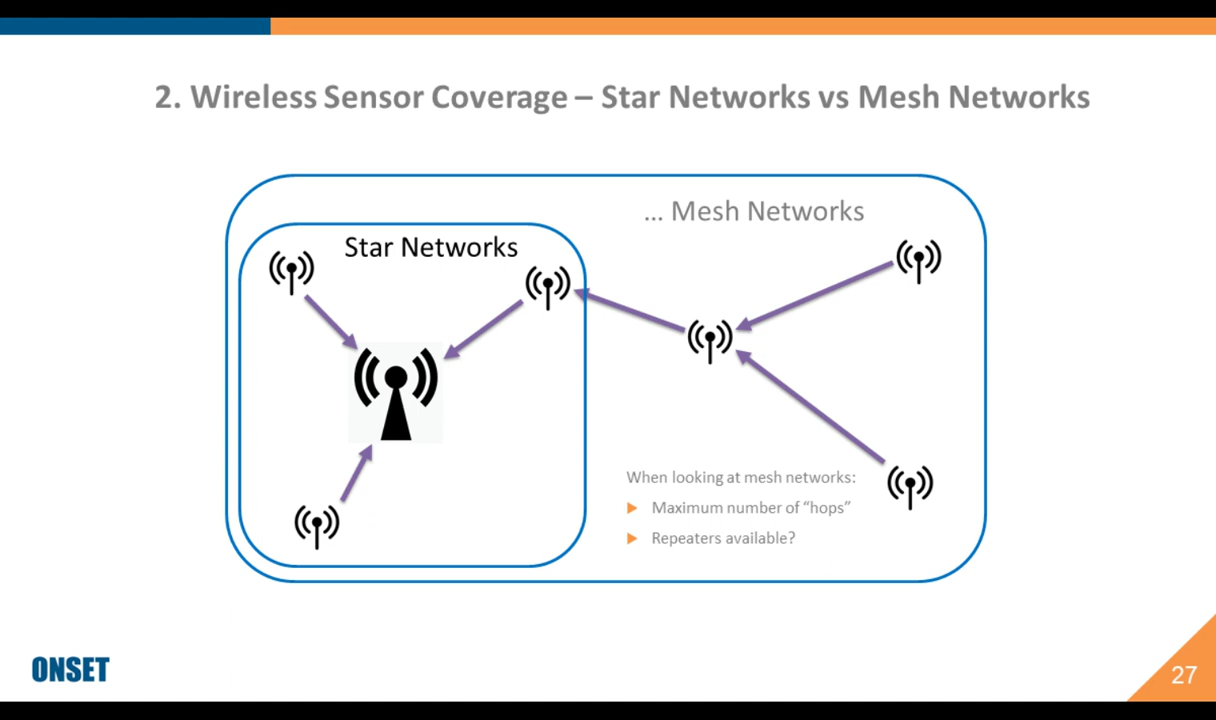 2. Wireless Sensor Coverage – Star Networks vs Mesh Networks
... Mesh Networks
Star Networks
When looking at mesh networks:
Maximum number of “hops”
Repeaters available?
ONSET
27